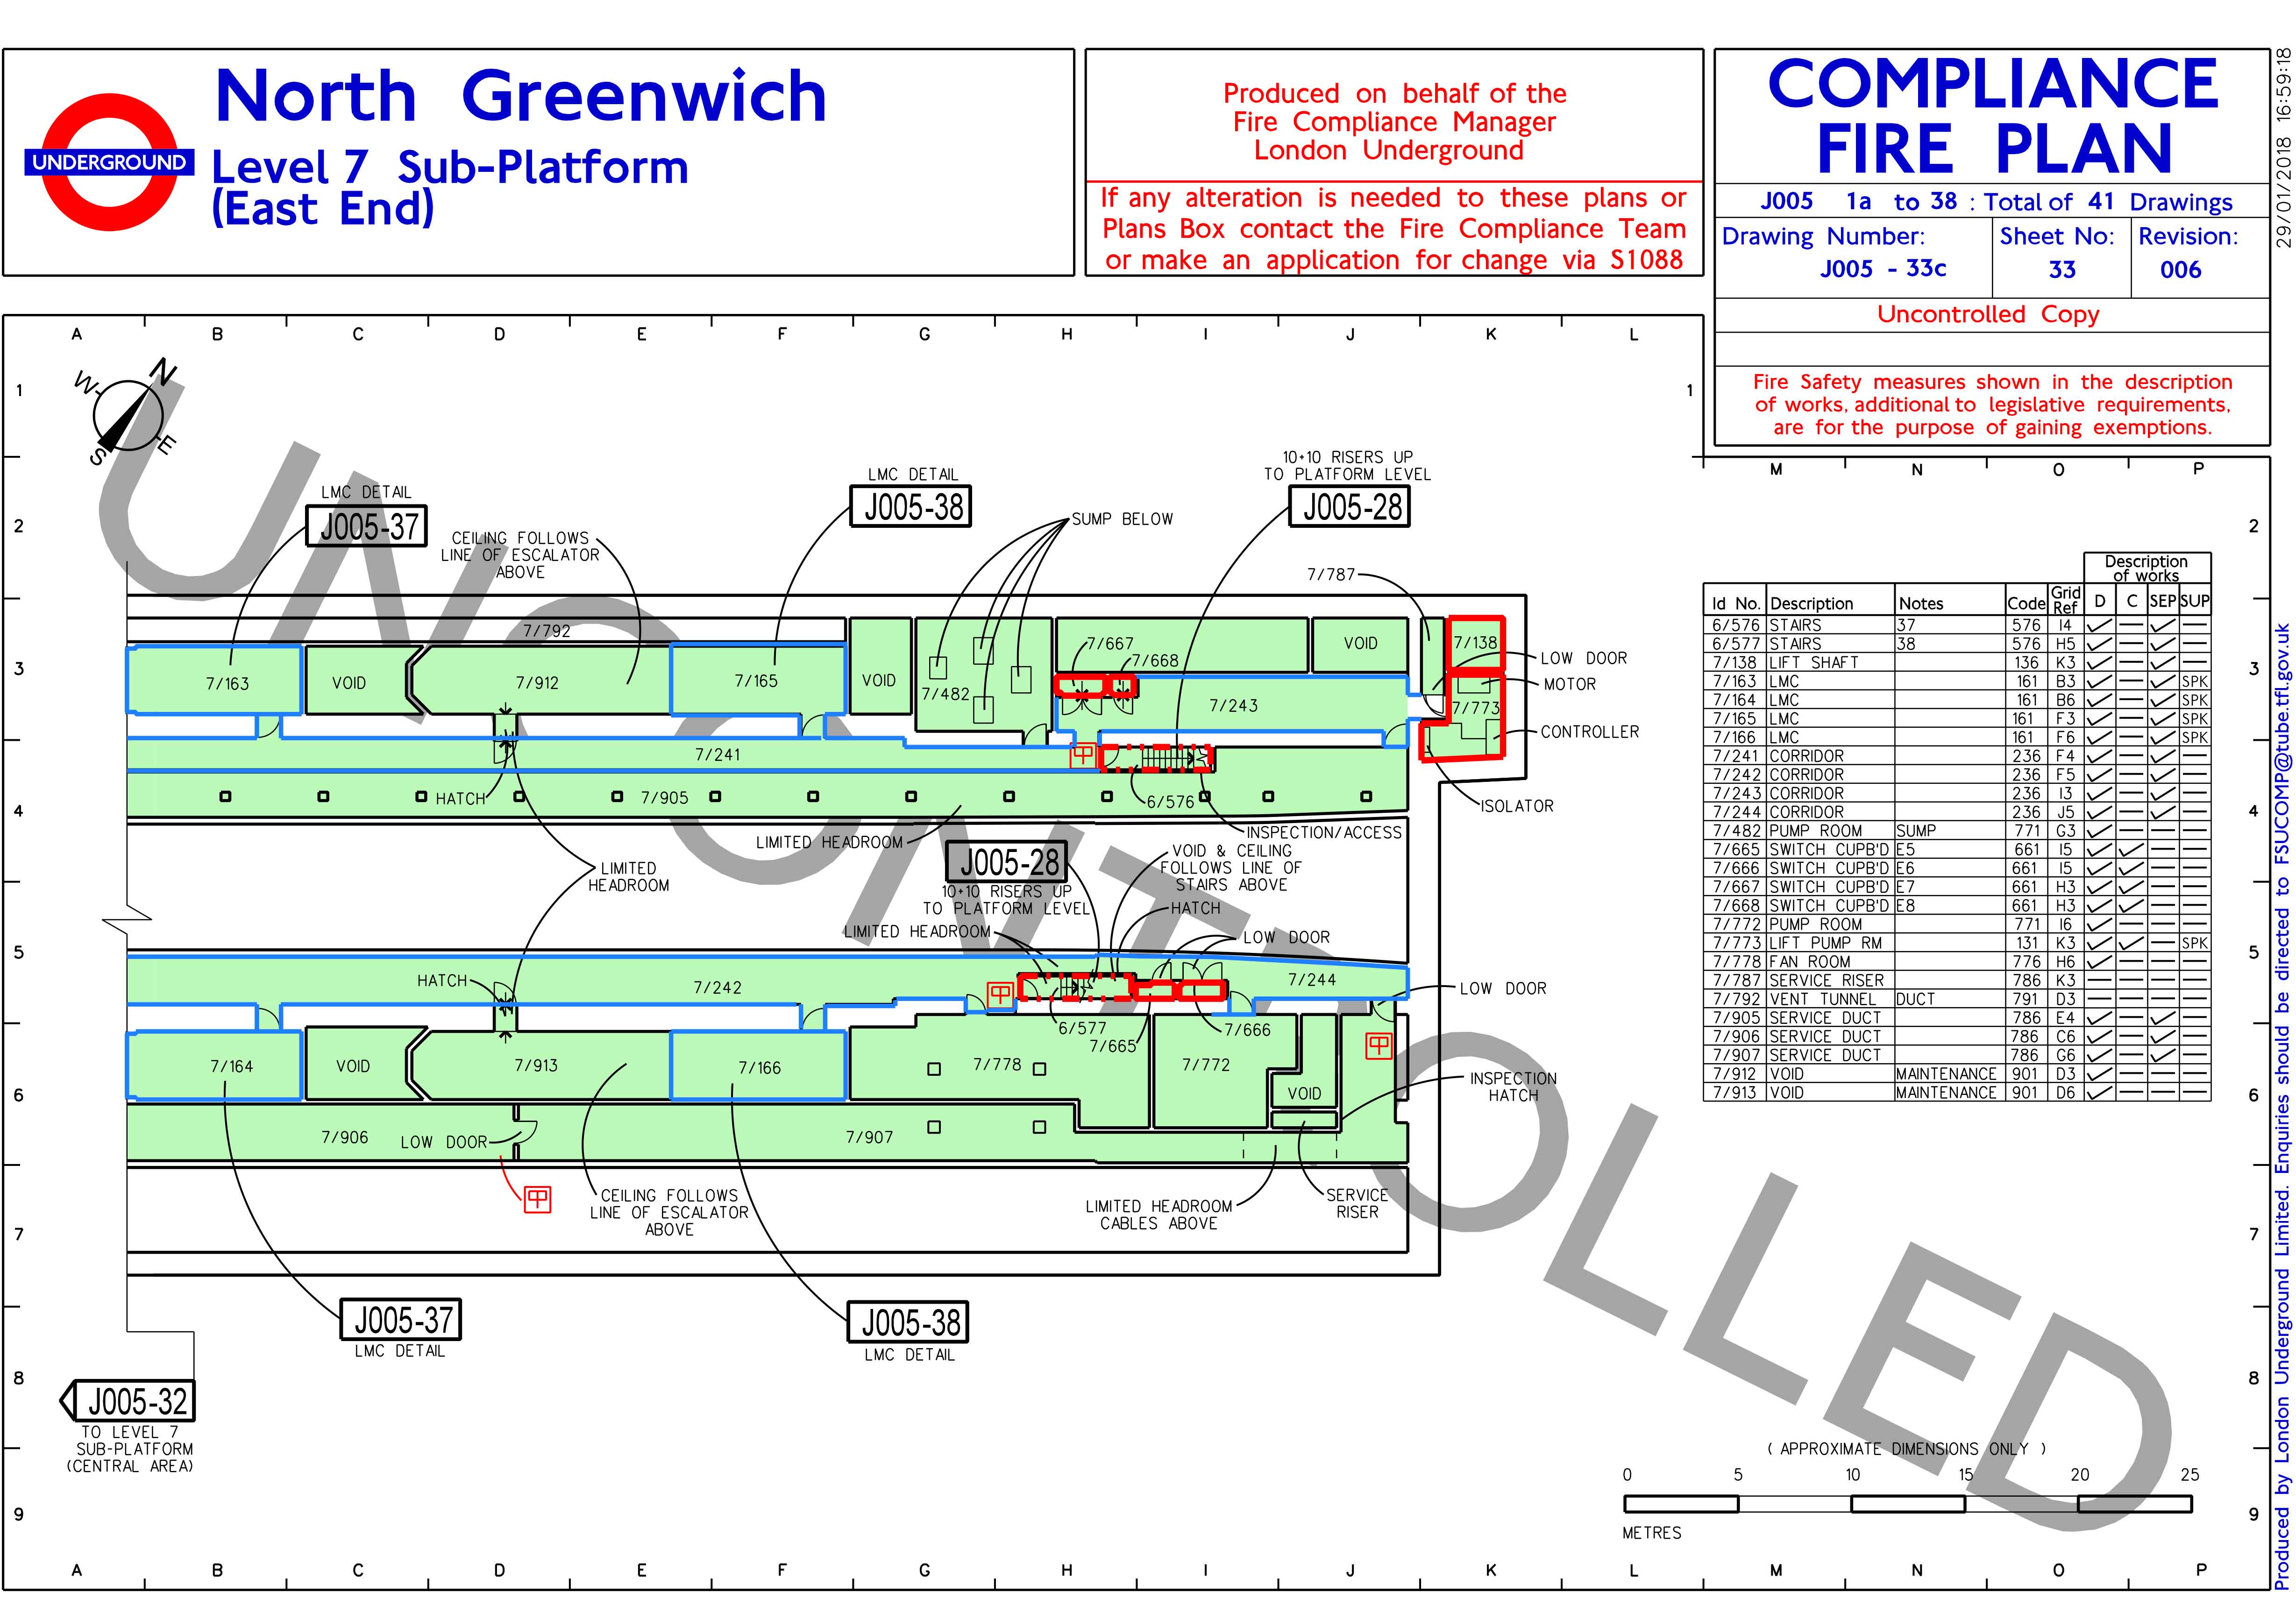 UNDERGROUND
North Greenwich
Level 7 Sub-Platform
(East End)
Produced on behalf of the
Fire Compliance Manager
London Underground
If any alteration is needed to these plans or
Plans Box contact the Fire Compliance Team
or make an application for change via S1088
COMPLIANCE
FIRE PLAN
J005 1a to 38 : Total of 41 Drawings
Drawing Number:
J005 - 33c
Sheet No:
33
Revision:
006
Uncontrolled Copy
Fire Safety measures shown in the description
of works, additional to legislative requirements,
are for the purpose of gaining exemptions.
29/01/2018 16:59:18
A B C D E F G H I J K L
M N O P
1 1
2 2
3 3
4 4
5 5
6 6
7 7
8 8
9 9
A B C D E F G H I J K L M N O P
N
W
E
S
UNCONTROLLED
LMC DETAIL
J005-37
CEILING FOLLOWS
LINE OF ESCALATOR
ABOVE
LMC DETAIL
J005-38
SUMP BELOW
10+10 RISERS UP
TO PLATFORM LEVEL
J005-28
7/787
7/792
7/163
VOID
7/912
7/165
VOID
7/482
7/667
7/668
7/243
VOID
7/138
7/773
LOW DOOR
MOTOR
CONTROLLER
ISOLATOR
7/241
HATCH
7/905
6/576
LIMITED HEADROOM
INSPECTION/ACCESS
LIMITED
HEADROOM
J005-28
10+10 RISERS UP
TO PLATFORM LEVEL
VOID & CEILING
FOLLOWS LINE OF
STAIRS ABOVE
HATCH
LIMITED HEADROOM
LOW DOOR
HATCH
7/242
7/244
LOW DOOR
6/577
7/665
7/666
7/164
VOID
7/913
7/166
7/778
7/772
VOID
INSPECTION
HATCH
7/906
LOW DOOR
7/907
CEILING FOLLOWS
LINE OF ESCALATOR
ABOVE
LIMITED HEADROOM
CABLES ABOVE
SERVICE
RISER
J005-37
LMC DETAIL
J005-38
LMC DETAIL
J005-32
TO LEVEL 7
SUB-PLATFORM
(CENTRAL AREA)
Description
of works
Id No. Description Notes Code Grid Ref D C SEP SUP
6/576 STAIRS 37 576 I4 ✓ — ✓ —
6/577 STAIRS 38 576 H5 ✓ — ✓ —
7/138 LIFT SHAFT 136 K3 ✓ — ✓ —
7/163 LMC 161 B3 ✓ — ✓ SPK
7/164 LMC 161 B6 ✓ — ✓ SPK
7/165 LMC 161 F3 ✓ — ✓ SPK
7/166 LMC 161 F6 ✓ — ✓ SPK
7/241 CORRIDOR 236 F4 ✓ — ✓ —
7/242 CORRIDOR 236 F5 ✓ — ✓ —
7/243 CORRIDOR 236 I3 ✓ — ✓ —
7/244 CORRIDOR 236 J5 ✓ — ✓ —
7/482 PUMP ROOM SUMP 771 G3 ✓ — — —
7/665 SWITCH CUPB'D E5 661 I5 ✓ ✓ — —
7/666 SWITCH CUPB'D E6 661 I5 ✓ ✓ — —
7/667 SWITCH CUPB'D E7 661 H3 ✓ ✓ — —
7/668 SWITCH CUPB'D E8 661 H3 ✓ ✓ — —
7/772 PUMP ROOM 771 I6 ✓ — — —
7/773 LIFT PUMP RM 131 K3 ✓ ✓ — SPK
7/778 FAN ROOM 776 H6 ✓ — — —
7/787 SERVICE RISER 786 K3 — — — —
7/792 VENT TUNNEL DUCT 791 D3 — — — —
7/905 SERVICE DUCT 786 E4 ✓ — ✓ —
7/906 SERVICE DUCT 786 C6 ✓ — ✓ —
7/907 SERVICE DUCT 786 G6 ✓ — ✓ —
7/912 VOID MAINTENANCE 901 D3 ✓ — — —
7/913 VOID MAINTENANCE 901 D6 ✓ — — —
( APPROXIMATE DIMENSIONS ONLY )
0 5 10 15 20 25
METRES
Produced by London Underground Limited. Enquiries should be directed to FSUCOMP@tube.tfl.gov.uk